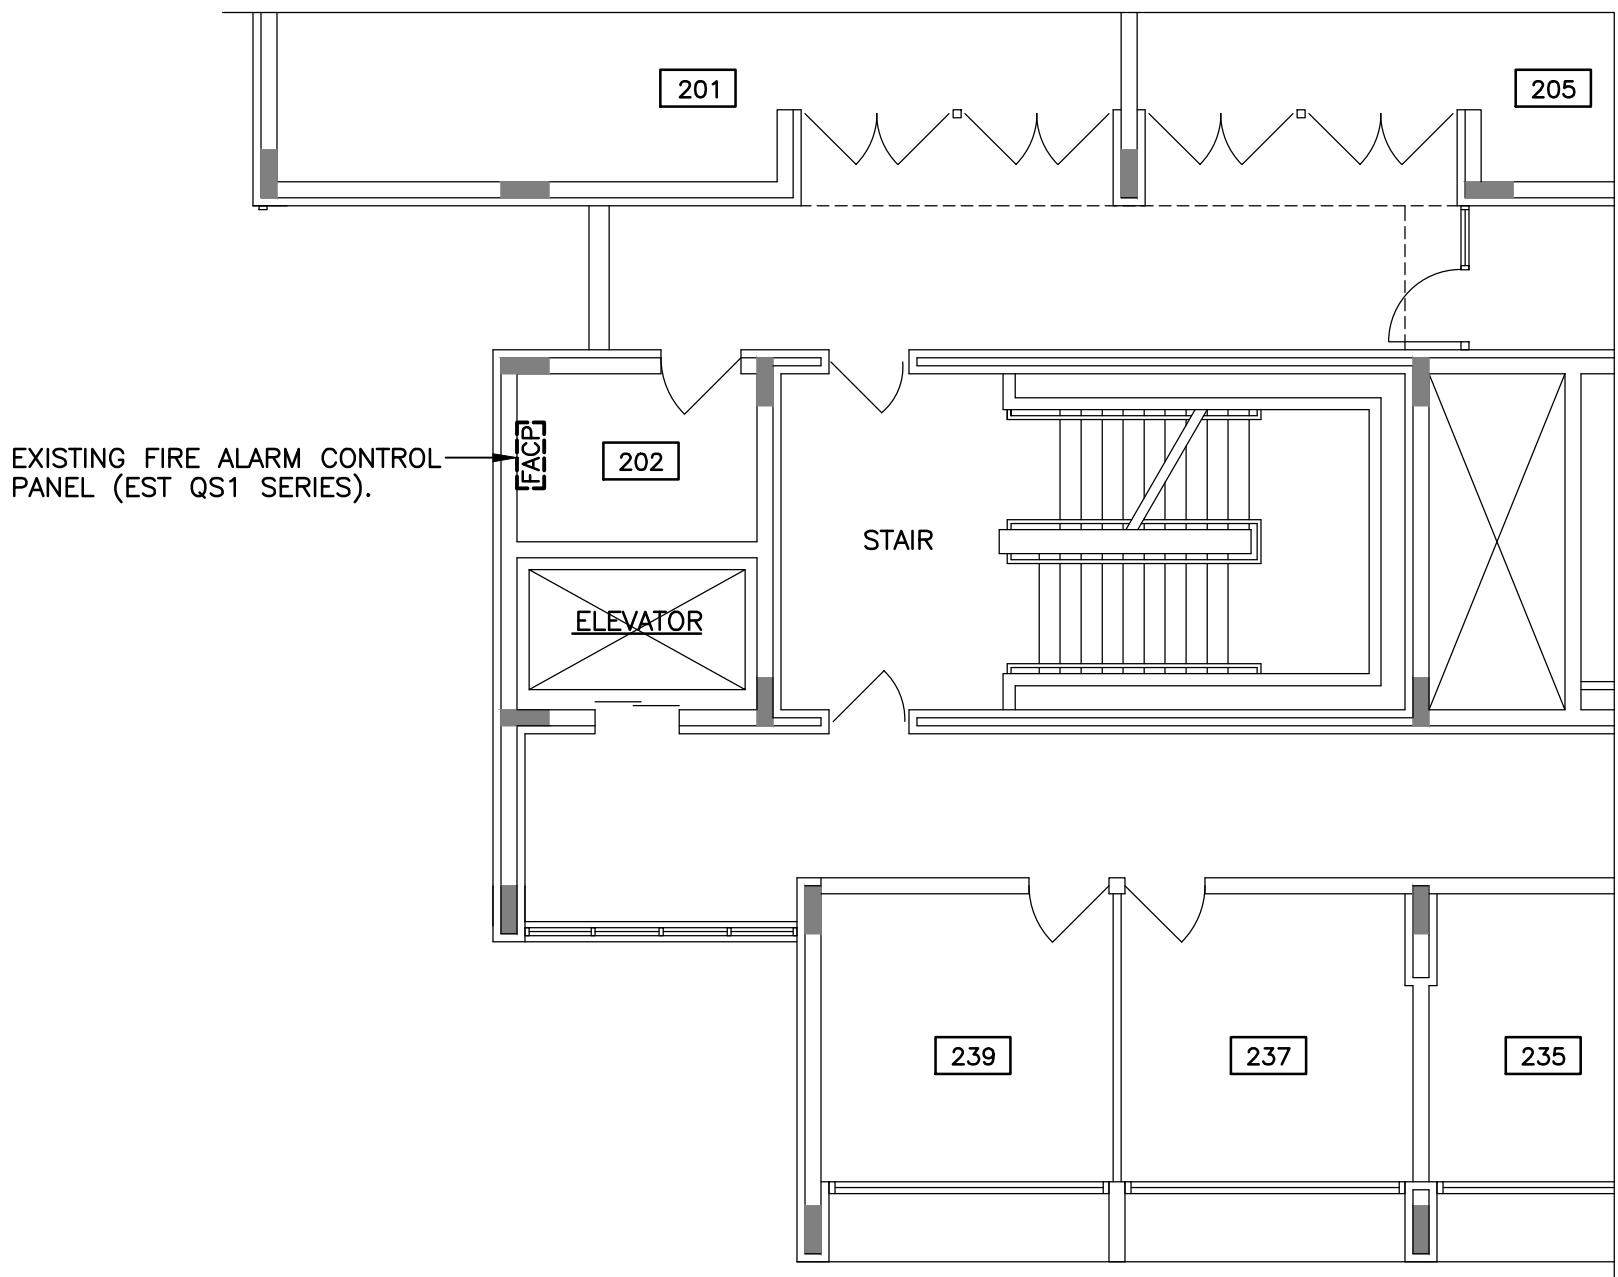 201
205
EXISTING FIRE ALARM CONTROL
PANEL (EST QS1 SERIES).
FACP
202
STAIR
ELEVATOR
239
237
235